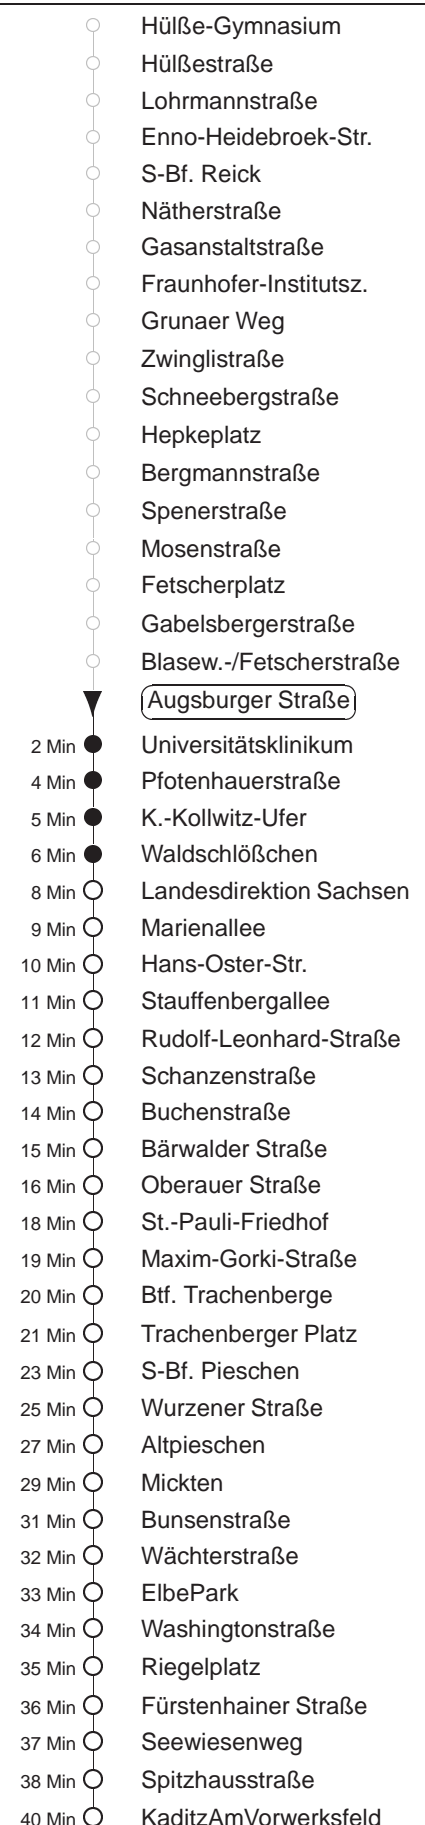 Hülße-Gymnasium
Hülßestraße
Lohrmannstraße
Enno-Heidebroek-Str.
S-Bf. Reick
Nätherstraße
Gasanstaltstraße
Fraunhofer-Institutsz.
Grunaer Weg
Zwinglistraße
Schneebergstraße
Hepkeplatz
Bergmannstraße
Spenerstraße
Mosenstraße
Fetscherplatz
Gabelsbergerstraße
Blasew.-/Fetscherstraße
Augsburger Straße
2 Min Universitätsklinikum
4 Min Pfotenhauerstraße
5 Min K.-Kollwitz-Ufer
6 Min Waldschlößchen
8 Min Landesdirektion Sachsen
9 Min Marienallee
10 Min Hans-Oster-Str.
11 Min Stauffenbergallee
12 Min Rudolf-Leonhard-Straße
13 Min Schanzenstraße
14 Min Buchenstraße
15 Min Bärwalder Straße
16 Min Oberauer Straße
18 Min St.-Pauli-Friedhof
19 Min Maxim-Gorki-Straße
20 Min Btf. Trachenberge
21 Min Trachenberger Platz
23 Min S-Bf. Pieschen
25 Min Wurzener Straße
27 Min Altpieschen
29 Min Mickten
31 Min Bunsenstraße
32 Min Wächterstraße
33 Min ElbePark
34 Min Washingtonstraße
35 Min Riegelplatz
36 Min Fürstenhainer Straße
37 Min Seewiesenweg
38 Min Spitzhausstraße
40 Min KaditzAmVorwerksfeld